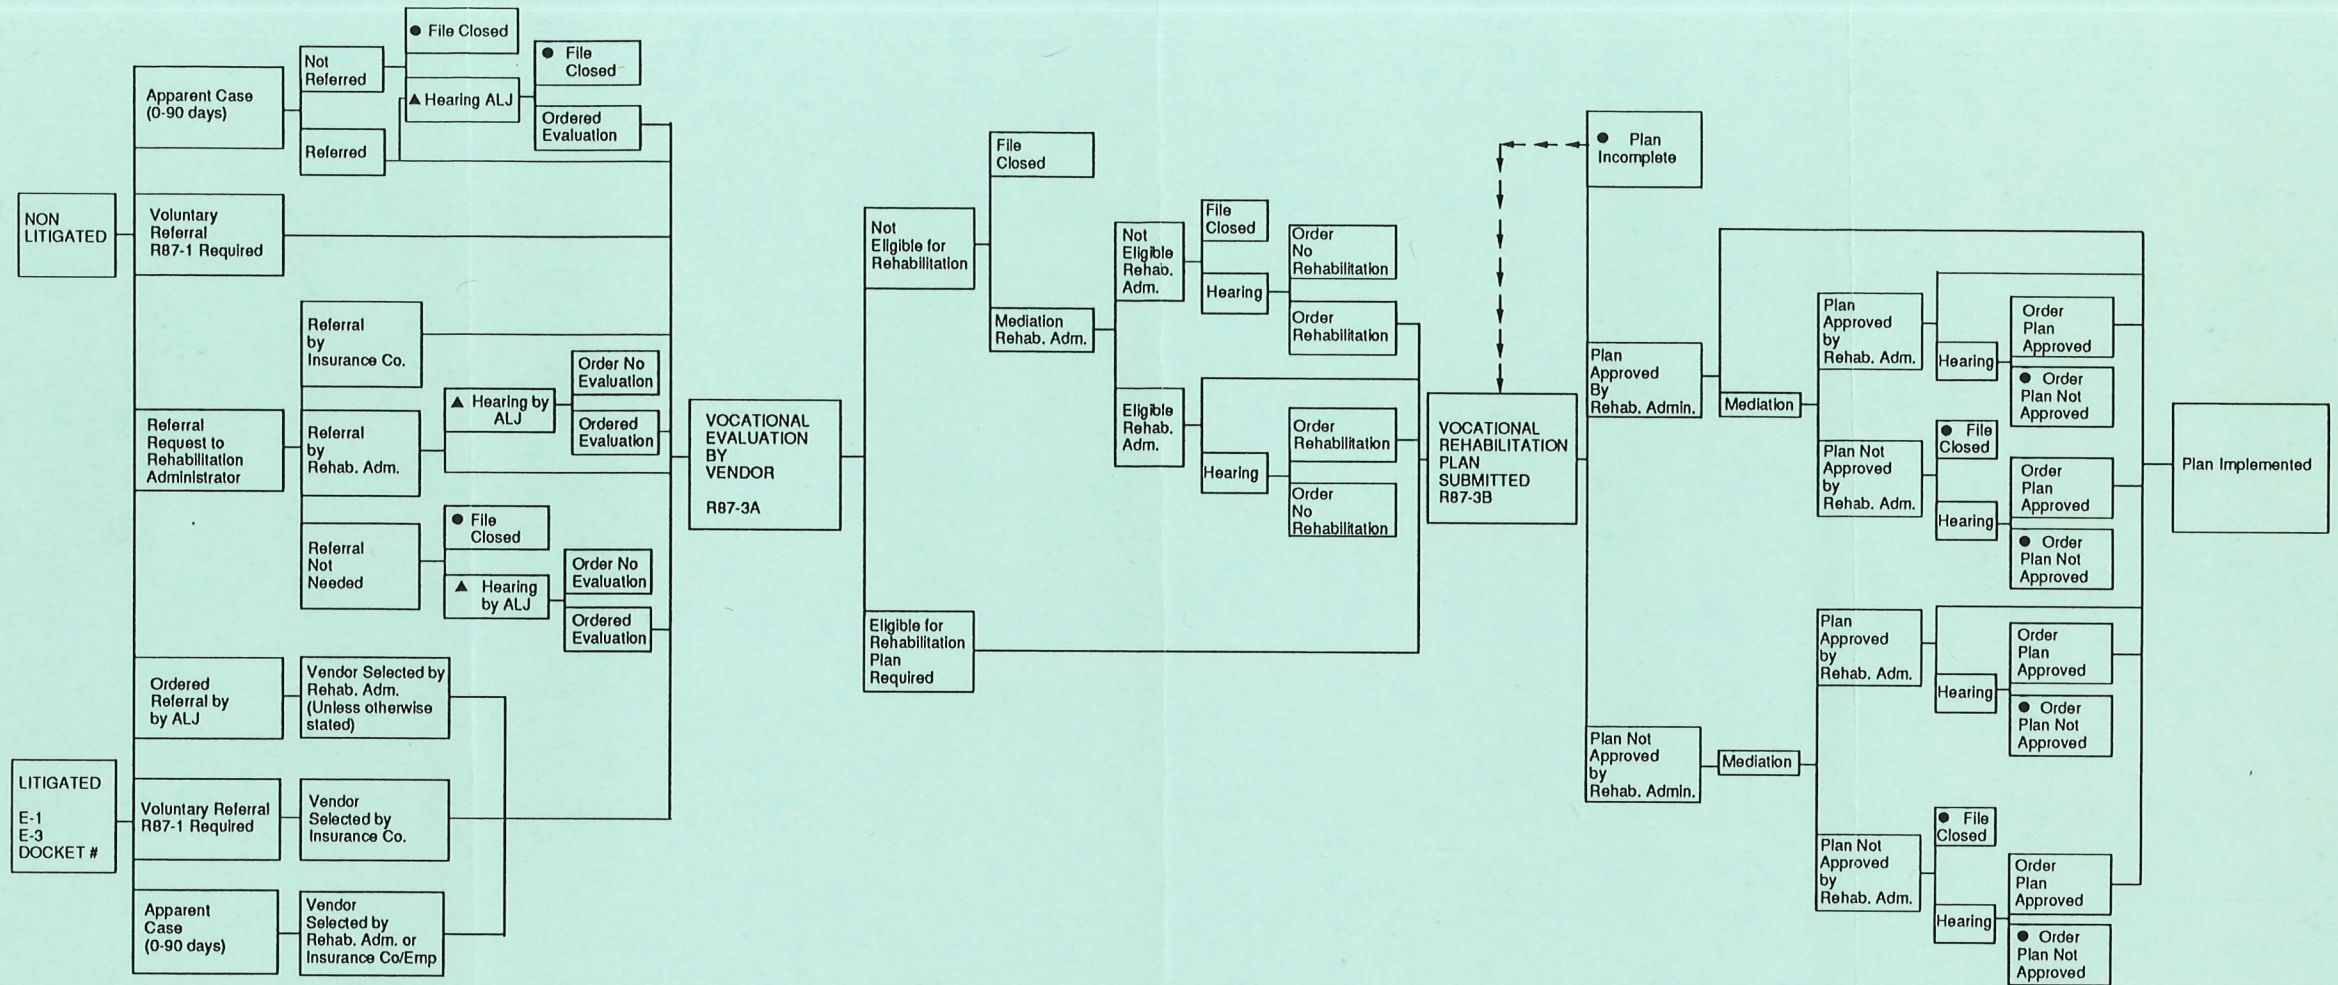 NON
LITIGATED
LITIGATED
E-1
E-3
DOCKET #
Apparent Case
(0-90 days)
Voluntary
Referral
R87-1 Required
Referral
Request to
Rehabilitation
Administrator
Ordered
Referral by
by ALJ
Voluntary Referral
R87-1 Required
Apparent
Case
(0-90 days)
Not
Referred
Referred
● File Closed
▲ Hearing ALJ
● File
Closed
Ordered
Evaluation
Referral
by
Insurance Co.
Referral
by
Rehab. Adm.
Referral
Not
Needed
▲ Hearing by
ALJ
Order No
Evaluation
Ordered
Evaluation
● File
Closed
▲ Hearing
by ALJ
Order No
Evaluation
Ordered
Evaluation
Vendor Selected by
Rehab. Adm.
(Unless otherwise
stated)
Vendor
Selected by
Insurance Co.
Vendor
Selected by
Rehab. Adm. or
Insurance Co/Emp
VOCATIONAL
EVALUATION
BY
VENDOR
R87-3A
Not
Eligible for
Rehabilitation
Eligible for
Rehabilitation
Plan
Required
File
Closed
Mediation
Rehab. Adm.
Not
Eligible
Rehab.
Adm.
Eligible
Rehab.
Adm.
File
Closed
Hearing
Order
No
Rehabilitation
Order
Rehabilitation
Hearing
Order
Rehabilitation
Order
No
Rehabilitation
VOCATIONAL
REHABILITATION
PLAN
SUBMITTED
R87-3B
● Plan
Incomplete
Plan
Approved
By
Rehab. Admin.
Plan Not
Approved
by
Rehab. Admin.
Mediation
Plan
Approved
by
Rehab. Adm.
Hearing
Order
Plan
Approved
● Order
Plan Not
Approved
Plan Not
Approved
by
Rehab. Adm.
● File
Closed
Hearing
Order
Plan
Approved
● Order
Plan Not
Approved
Mediation
Plan
Approved
by
Rehab. Adm.
Hearing
Order
Plan
Approved
● Order
Plan Not
Approved
Plan Not
Approved
by
Rehab. Adm.
● File
Closed
Hearing
Order
Plan
Approved
● Order
Plan Not
Approved
Plan Implemented